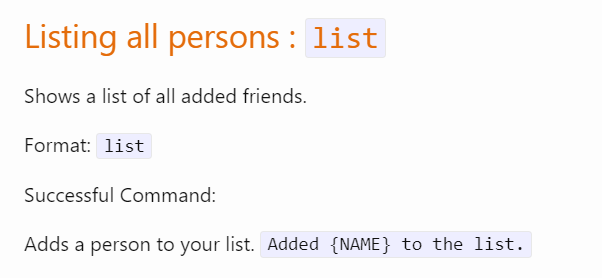 Listing all persons : list
Shows a list of all added friends.
Format: list
Successful Command:
Adds a person to your list. Added {NAME} to the list.